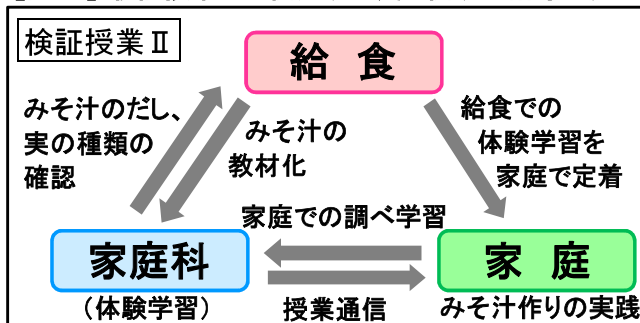 検証授業Ⅱ
給 食
みそ汁のだし、
実の種類の
確認
みそ汁の
教材化
給食での
体験学習を
家庭で定着
家庭での調べ学習
家庭科
(体験学習)
授業通信
家 庭
みそ汁作りの実践